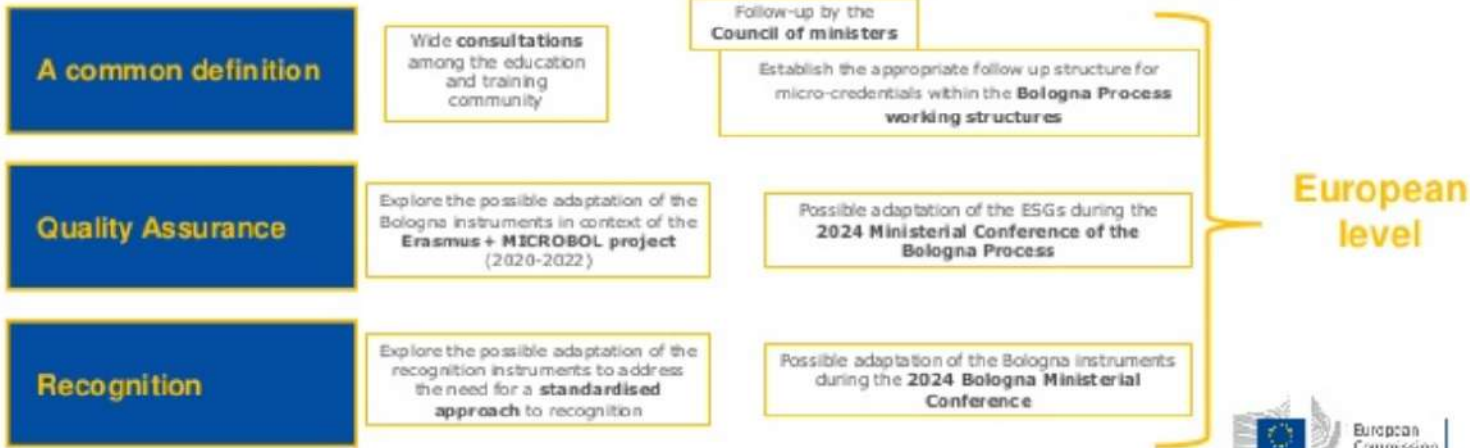 A common definition
Wide consultations
among the education
and training
community
Follow-up by the
Council of ministers
Establish the appropriate follow up structure for
micro-credentials within the Bologna Process
working structures
Quality Assurance
Explore the possible adaptation of the
Bologna instruments in context of the
Erasmus+ MICROBOL project
(2020-2022)
Possible adaptation of the ESGs during the
2024 Ministerial Conference of the
Bologna Process
European
level
Recognition
Explore the possible adaptation of the
recognition instruments to address
the need for a standardised
approach to recognition
Possible adaptation of the Bologna instruments
during the 2024 Bologna Ministerial
Conference
European
Commission